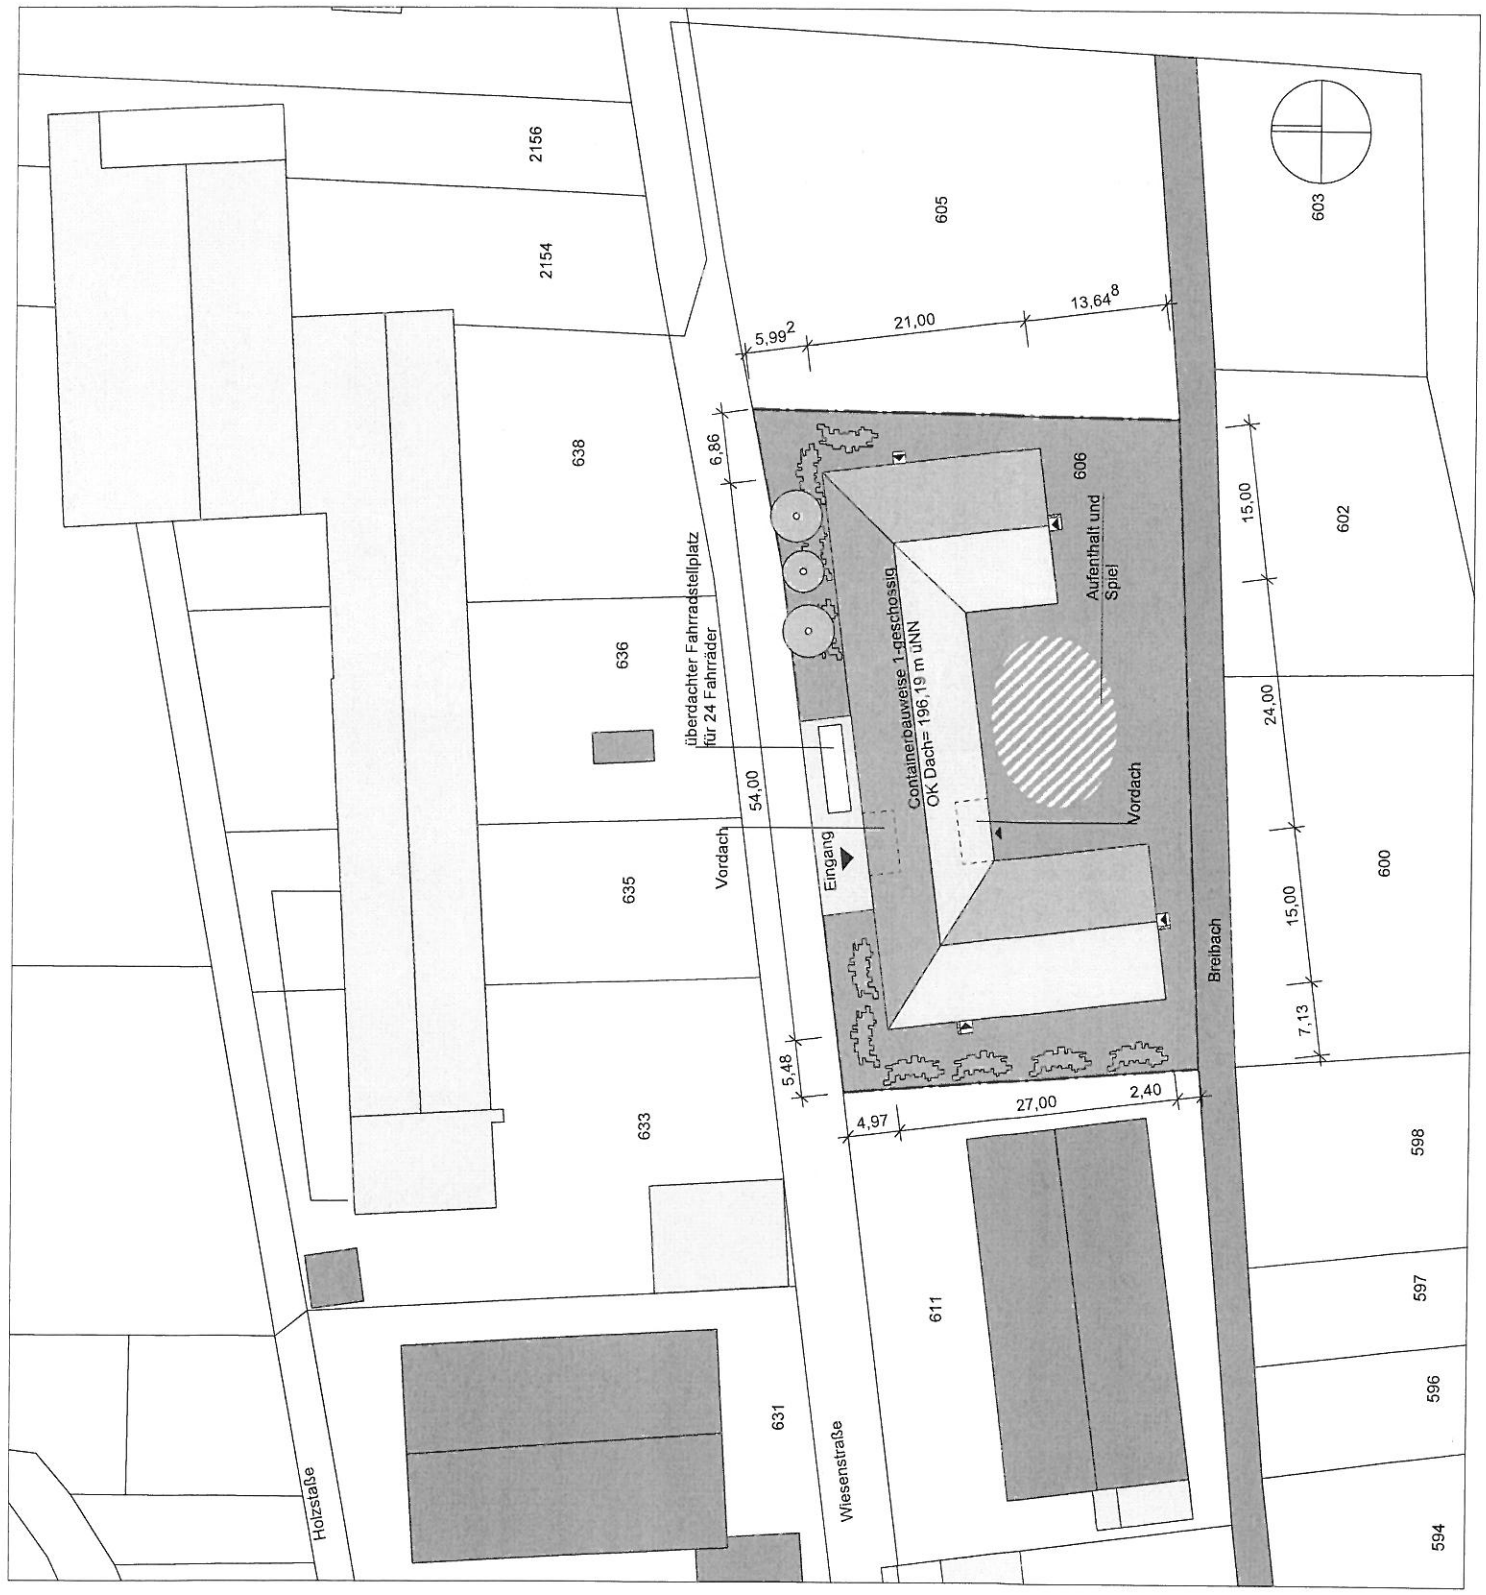 2156
2154
638
636
635
633
631
Holzstaße
Wiesenstraße
605
603
602
600
598
597
596
594
611
606
Breibach
5,99²
21,00
13,64⁸
6,86
54,00
5,48
4,97
27,00
2,40
15,00
24,00
15,00
7,13
überdachter Fahrradstellplatz
für 24 Fahrräder
Vordach
Eingang
Containerbauweise 1-geschossig
OK Dach= 196,19 m üNN
Aufenthalt und
Spiel
Vordach